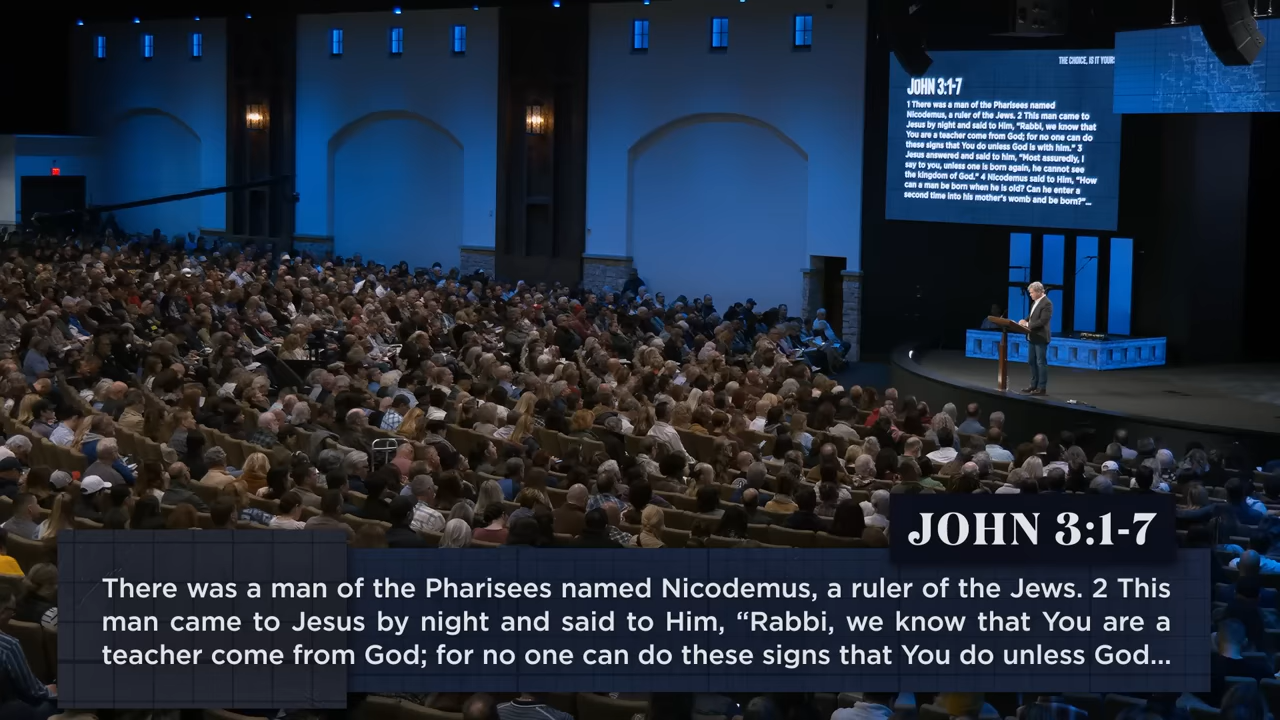 THE CHOICE, IS IT YOUR
JOHN 3:1-7
1 There was a man of the Pharisees named
Nicodemus, a ruler of the Jews. 2 This man came to
Jesus by night and said to Him, “Rabbi, we know that
You are a teacher come from God; for no one can do
these signs that You do unless God is with him.” 3
Jesus answered and said to him, “Most assuredly, I
say to you, unless one is born again, he cannot see
the kingdom of God.” 4 Nicodemus said to Him, “How
can a man be born when he is old? Can he enter a
second time into his mother’s womb and be born?”...
JOHN 3:1-7
There was a man of the Pharisees named Nicodemus, a ruler of the Jews. 2 This
man came to Jesus by night and said to Him, “Rabbi, we know that You are a
teacher come from God; for no one can do these signs that You do unless God...